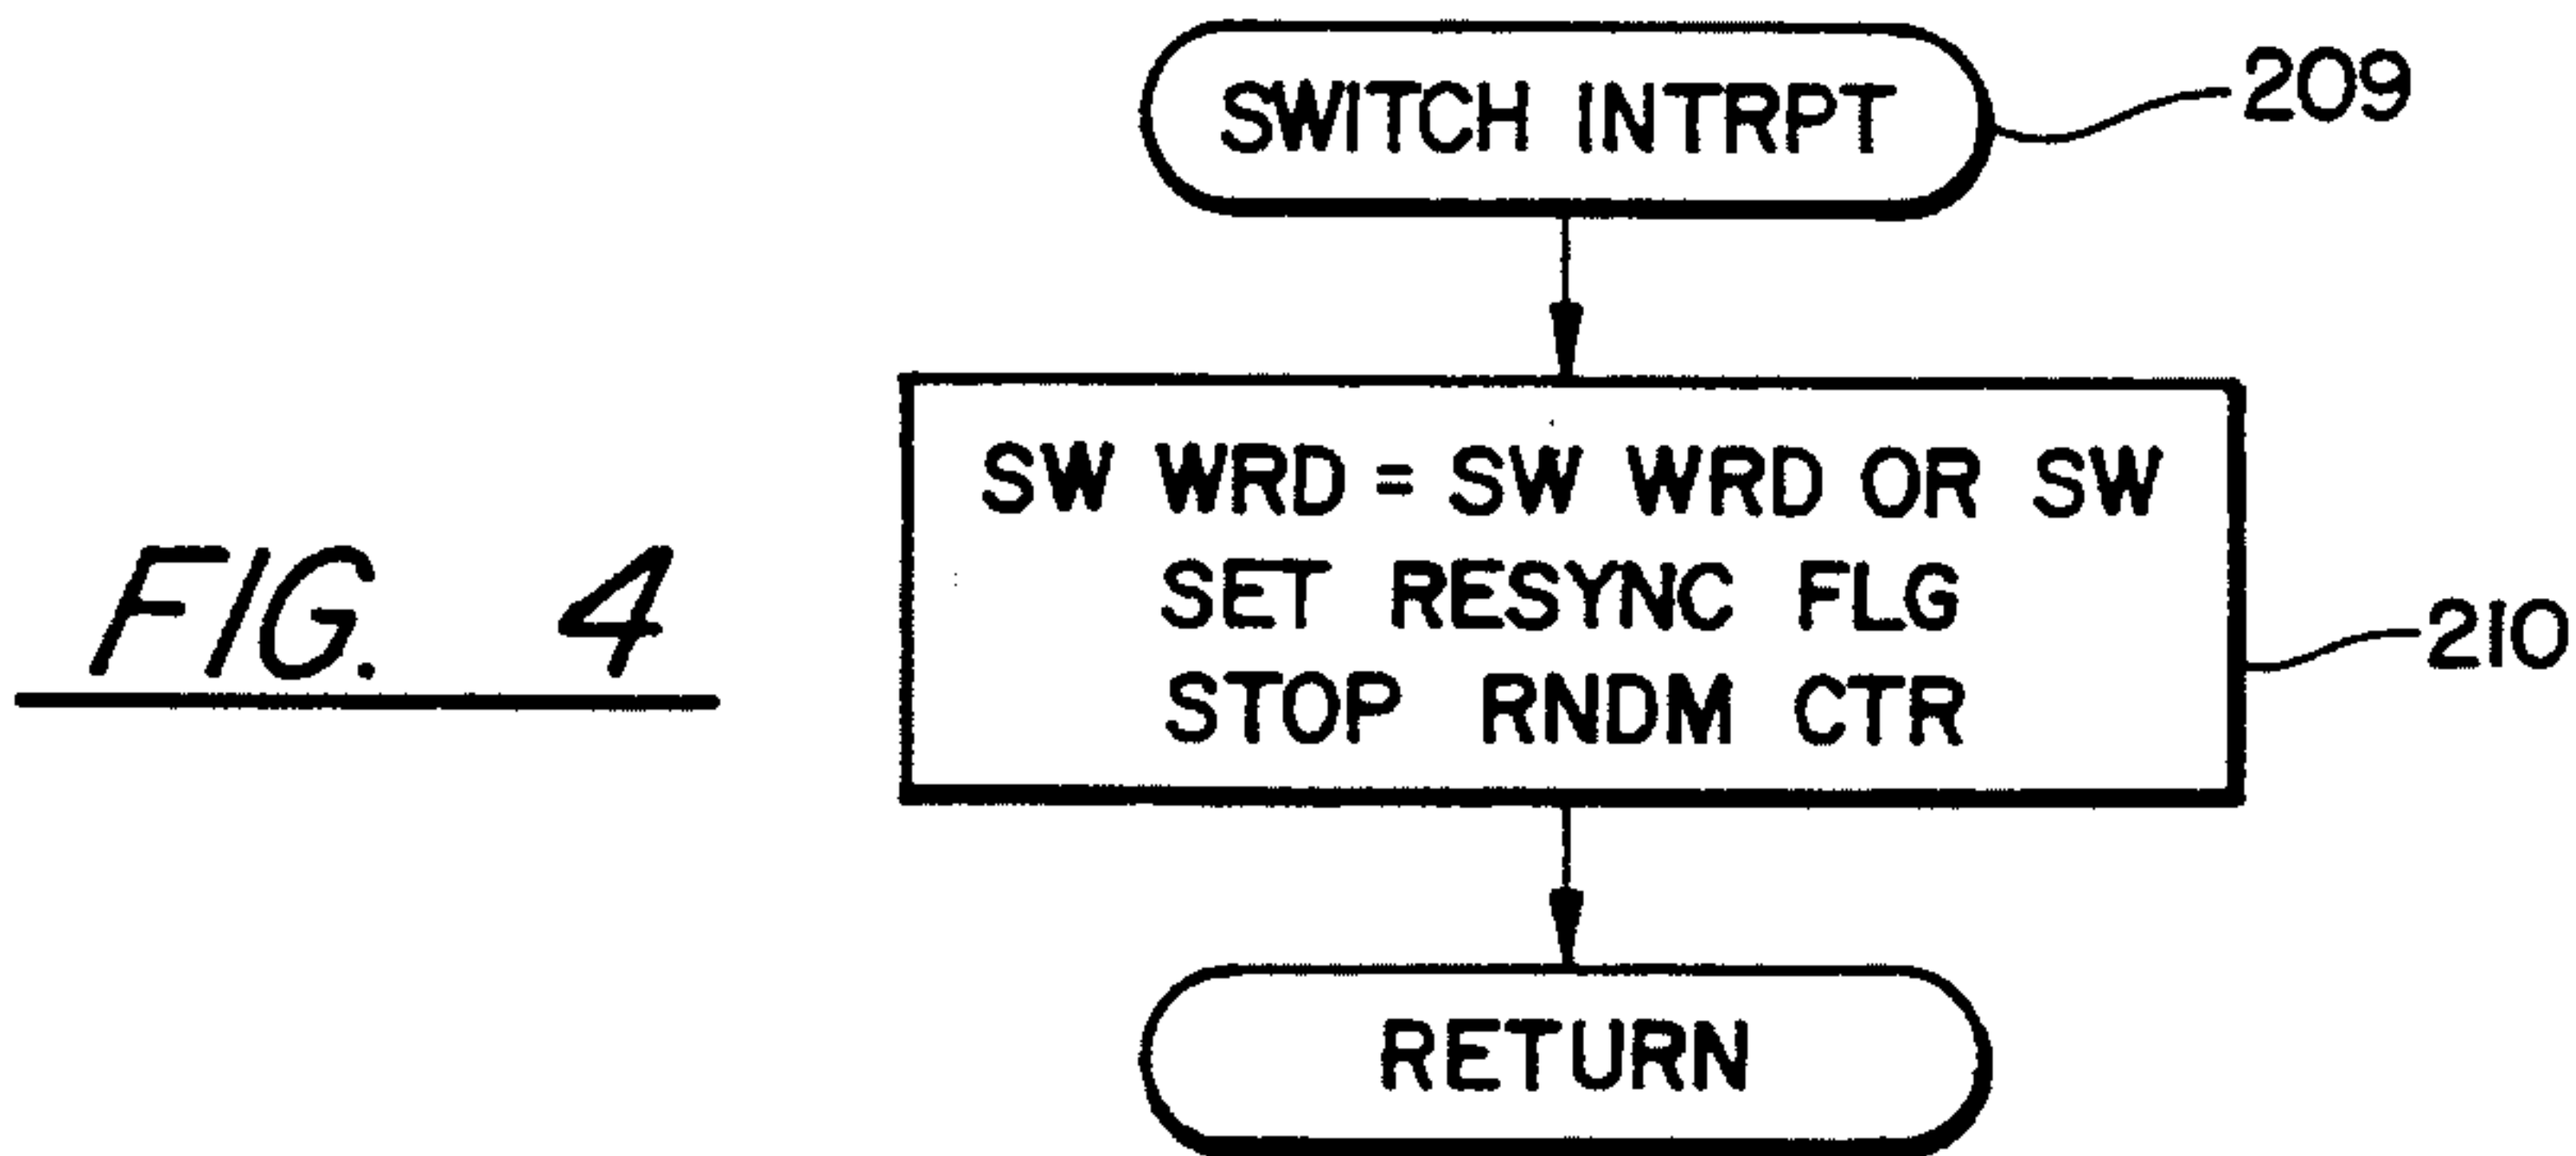 SWITCH INTRPT
209
SW WRD = SW WRD OR SW
SET RESYNC FLG
STOP RNDM CTR
210
FIG. 4
RETURN